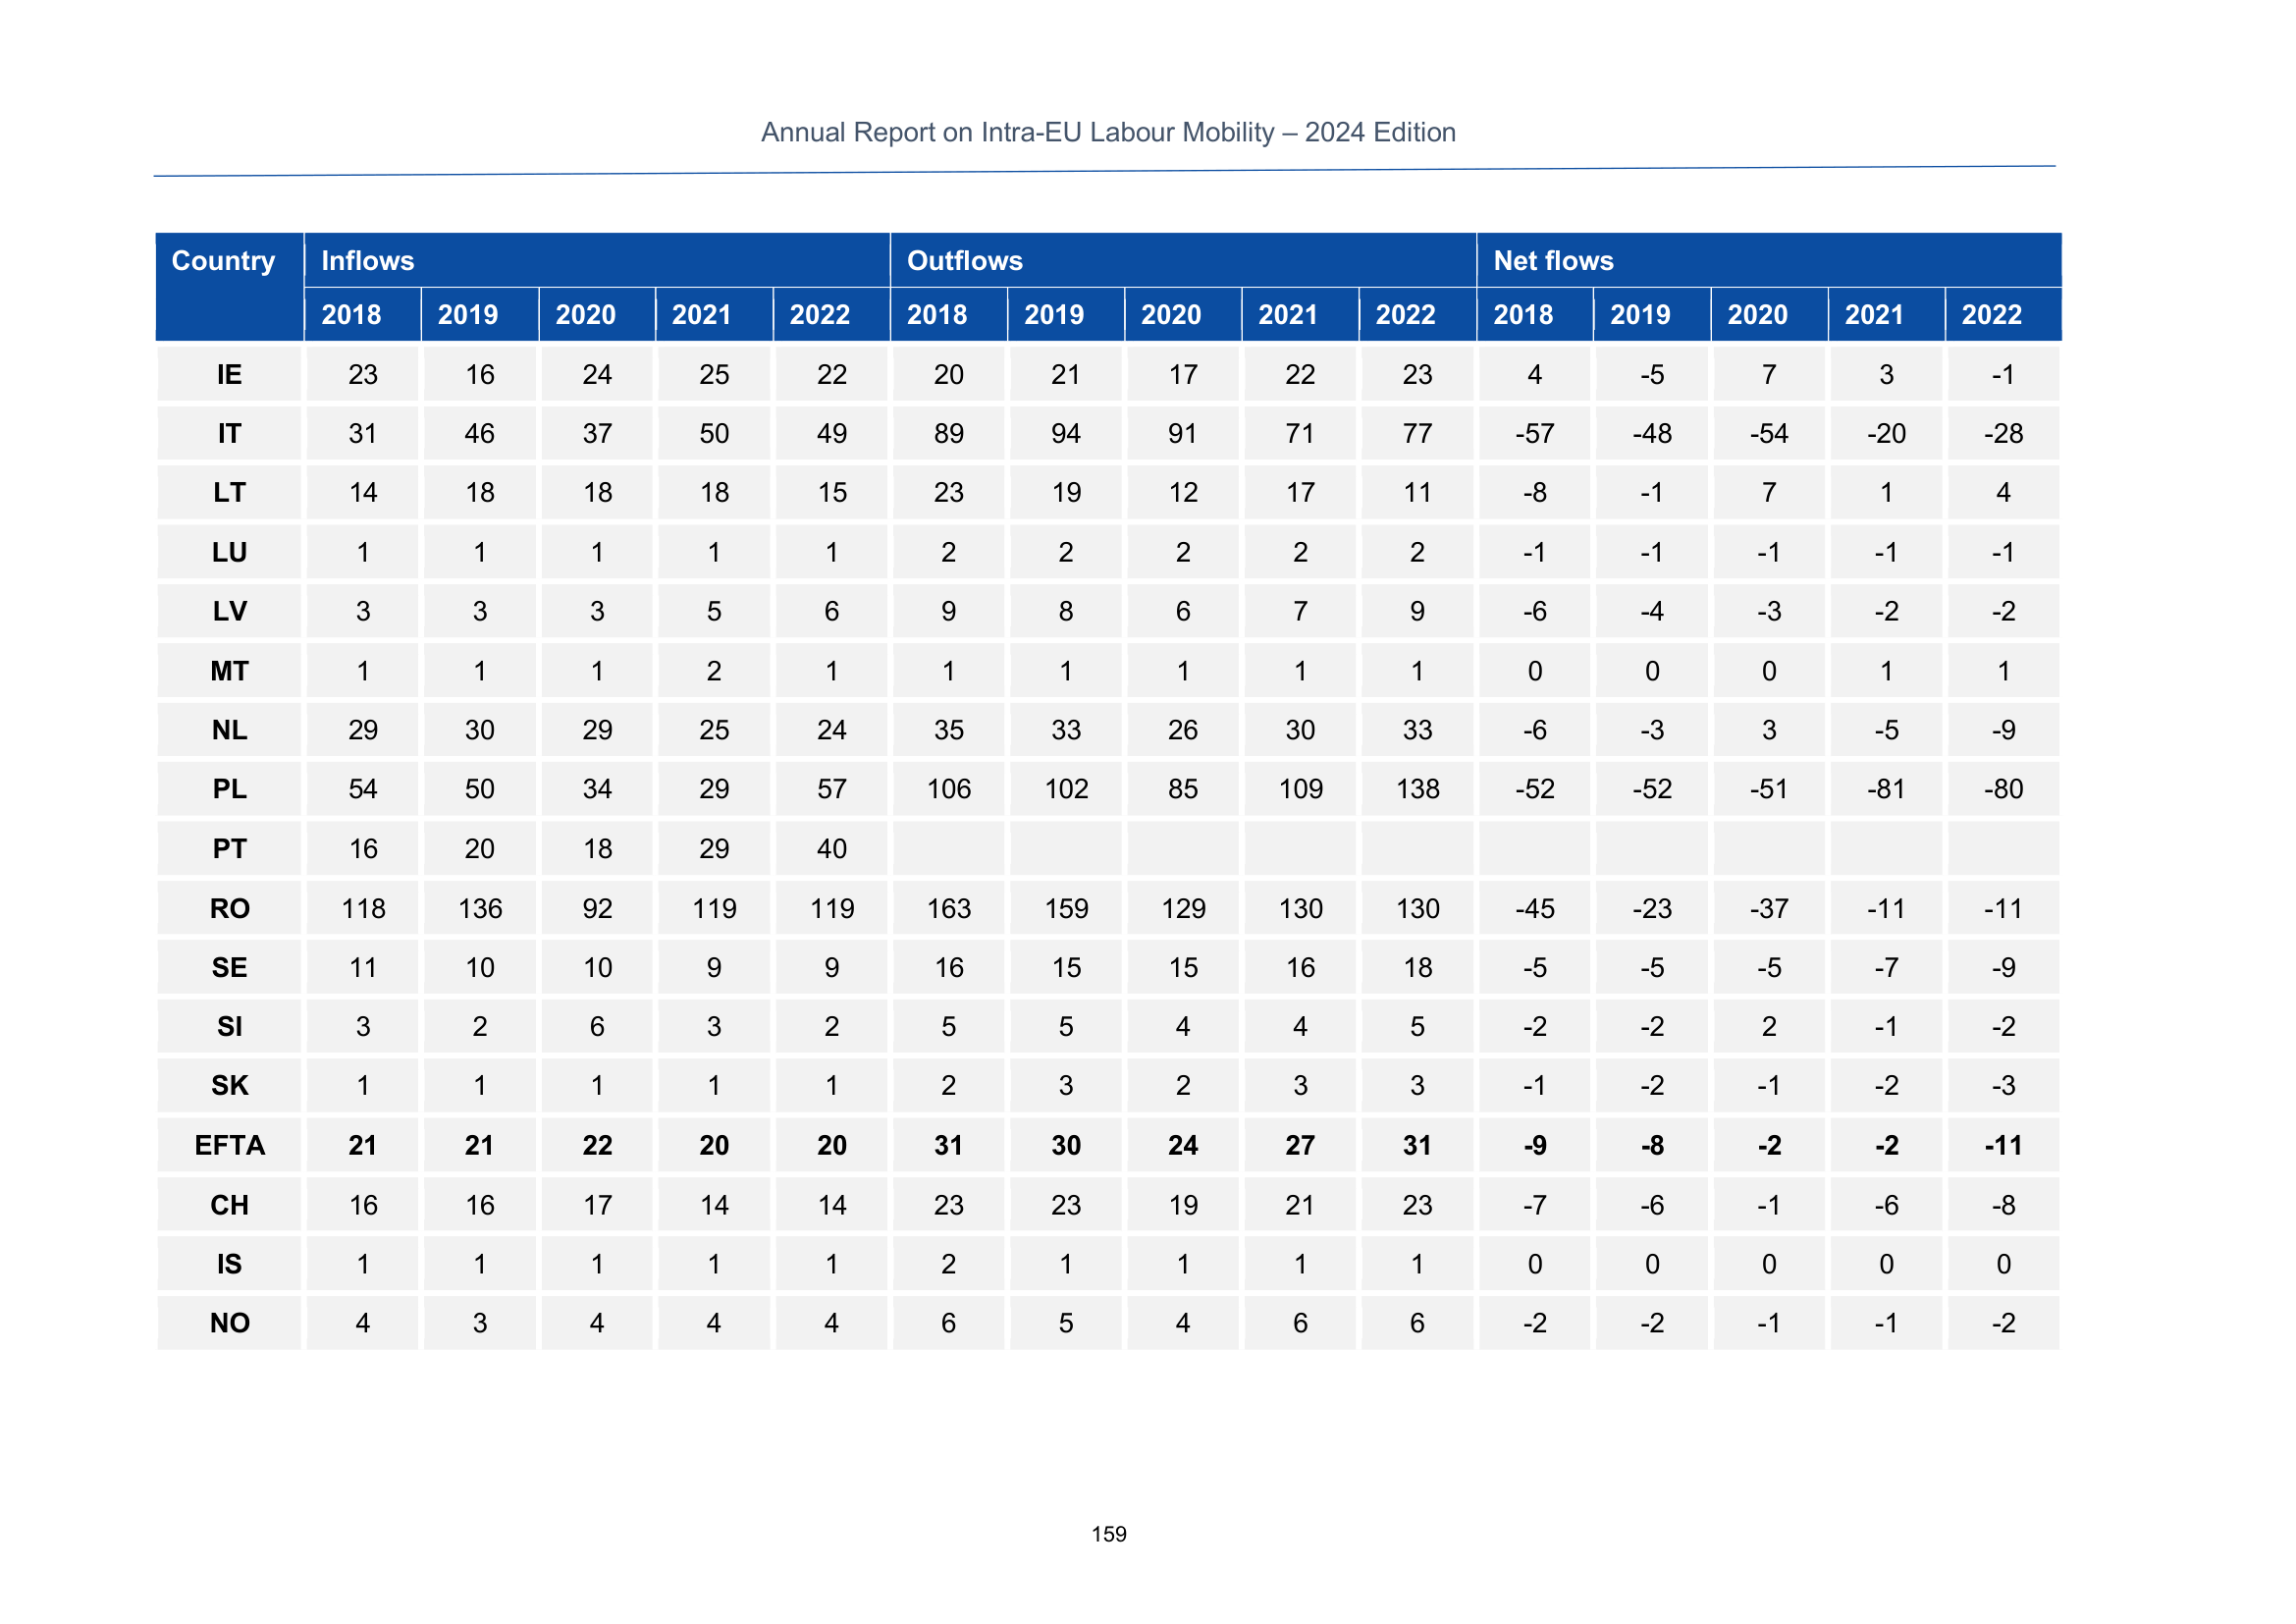 Annual Report on Intra-EU Labour Mobility – 2024 Edition
Country Inflows Outflows Net flows
2018 2019 2020 2021 2022 2018 2019 2020 2021 2022 2018 2019 2020 2021 2022
IE 23 16 24 25 22 20 21 17 22 23 4 -5 7 3 -1
IT 31 46 37 50 49 89 94 91 71 77 -57 -48 -54 -20 -28
LT 14 18 18 18 15 23 19 12 17 11 -8 -1 7 1 4
LU 1 1 1 1 1 2 2 2 2 2 -1 -1 -1 -1 -1
LV 3 3 3 5 6 9 8 6 7 9 -6 -4 -3 -2 -2
MT 1 1 1 2 1 1 1 1 1 1 0 0 0 1 1
NL 29 30 29 25 24 35 33 26 30 33 -6 -3 3 -5 -9
PL 54 50 34 29 57 106 102 85 109 138 -52 -52 -51 -81 -80
PT 16 20 18 29 40
RO 118 136 92 119 119 163 159 129 130 130 -45 -23 -37 -11 -11
SE 11 10 10 9 9 16 15 15 16 18 -5 -5 -5 -7 -9
SI 3 2 6 3 2 5 5 4 4 5 -2 -2 2 -1 -2
SK 1 1 1 1 1 2 3 2 3 3 -1 -2 -1 -2 -3
EFTA 21 21 22 20 20 31 30 24 27 31 -9 -8 -2 -2 -11
CH 16 16 17 14 14 23 23 19 21 23 -7 -6 -1 -6 -8
IS 1 1 1 1 1 2 1 1 1 1 0 0 0 0 0
NO 4 3 4 4 4 6 5 4 6 6 -2 -2 -1 -1 -2
159